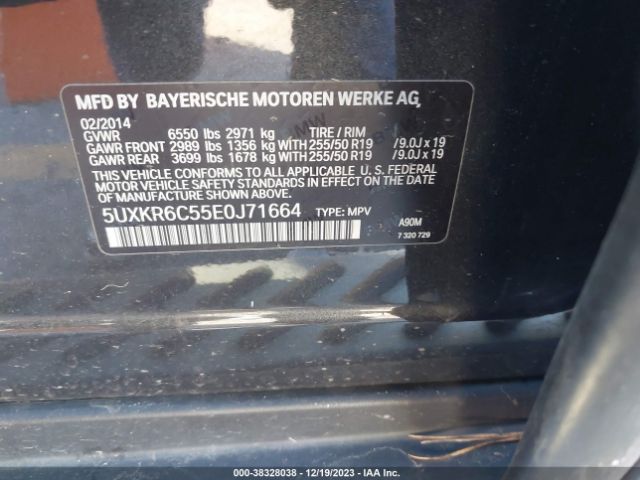 MFD BY BAYERISCHE MOTOREN WERKE AG,
02/2014
GVWR 6550 lbs 2971 kg TIRE / RIM
GAWR FRONT 2989 lbs 1356 kg WITH 255/50 R19 /9.0J x 19
GAWR REAR 3699 lbs 1678 kg WITH 255/50 R19 /9.0J x 19
THIS VEHICLE CONFORMS TO ALL APPLICABLE U. S. FEDERAL
MOTOR VEHICLE SAFETY STANDARDS IN EFFECT ON THE DATE OF
MANUFACTURE SHOWN ABOVE.
5UXKR6C55E0J71664 TYPE: MPV A90M
7 320 729
000-38328038 - 12/19/2023 - IAA Inc.